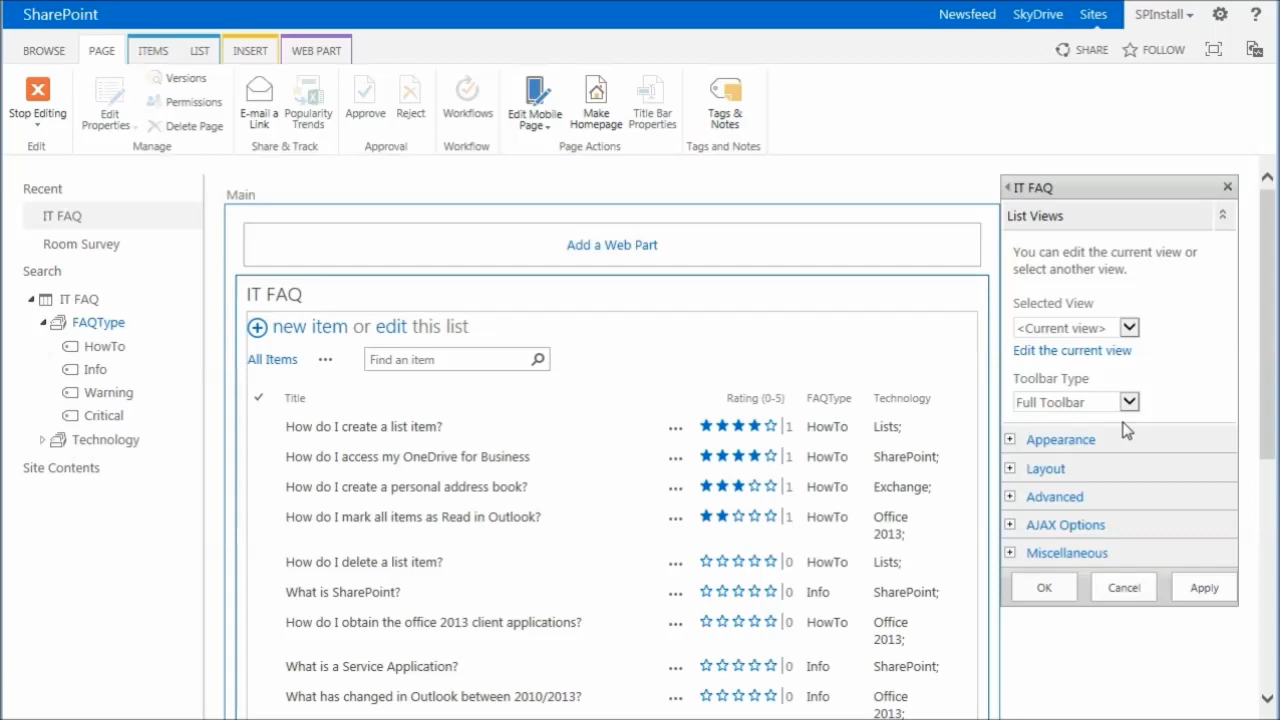 SharePoint
Newsfeed SkyDrive Sites SPInstall ?
BROWSE PAGE ITEMS LIST INSERT WEB PART SHARE FOLLOW
Stop Editing
Edit
Edit Properties
Versions
Permissions
Delete Page
Manage
E-mail a Link
Popularity Trends
Share & Track
Approve
Reject
Approval
Workflows
Workflow
Edit Mobile Page
Make Homepage
Title Bar Properties
Page Actions
Tags & Notes
Tags and Notes
Recent
IT FAQ
Room Survey
Search
IT FAQ
FAQType
HowTo
Info
Warning
Critical
Technology
Site Contents
Main
Add a Web Part
IT FAQ
new item or edit this list
All Items ... Find an item
Title Rating (0-5) FAQType Technology
How do I create a list item? ... 1 HowTo Lists;
How do I access my OneDrive for Business ... 1 HowTo SharePoint;
How do I create a personal address book? ... 1 HowTo Exchange;
How do I mark all items as Read in Outlook? ... 1 HowTo Office
2013;
How do I delete a list item? ... 0 HowTo Lists;
What is SharePoint? ... 0 Info SharePoint;
How do I obtain the office 2013 client applications? ... 0 HowTo Office
2013;
What is a Service Application? ... 0 Info SharePoint;
What has changed in Outlook between 2010/2013? ... 0 Info Office
2013;
IT FAQ
List Views
You can edit the current view or
select another view.
Selected View
<Current view>
Edit the current view
Toolbar Type
Full Toolbar
Appearance
Layout
Advanced
AJAX Options
Miscellaneous
OK Cancel Apply